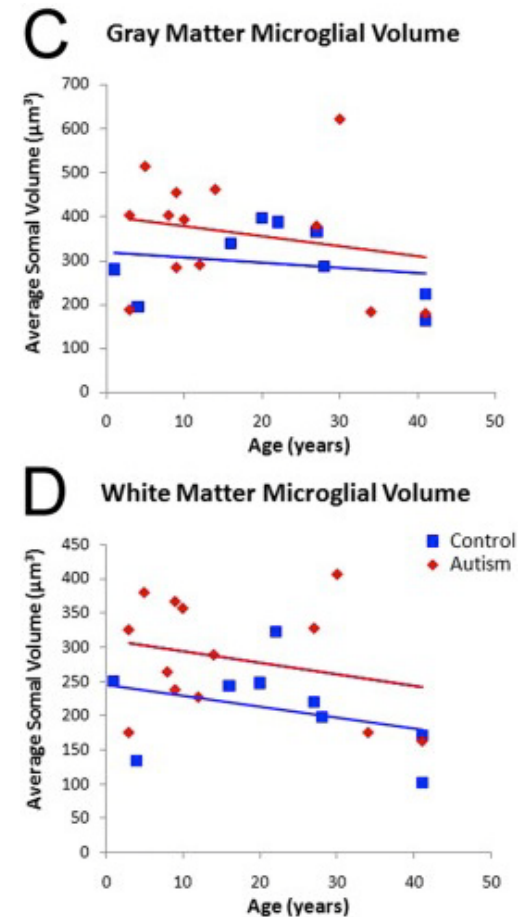 C Gray Matter Microglial Volume
700
600
500
400
300
200
100
0
Average Somal Volume (µm³)
0 10 20 30 40 50
Age (years)
D White Matter Microglial Volume
450
400
350
300
250
200
150
100
50
0
Average Somal Volume (µm³)
Control
Autism
0 10 20 30 40 50
Age (years)